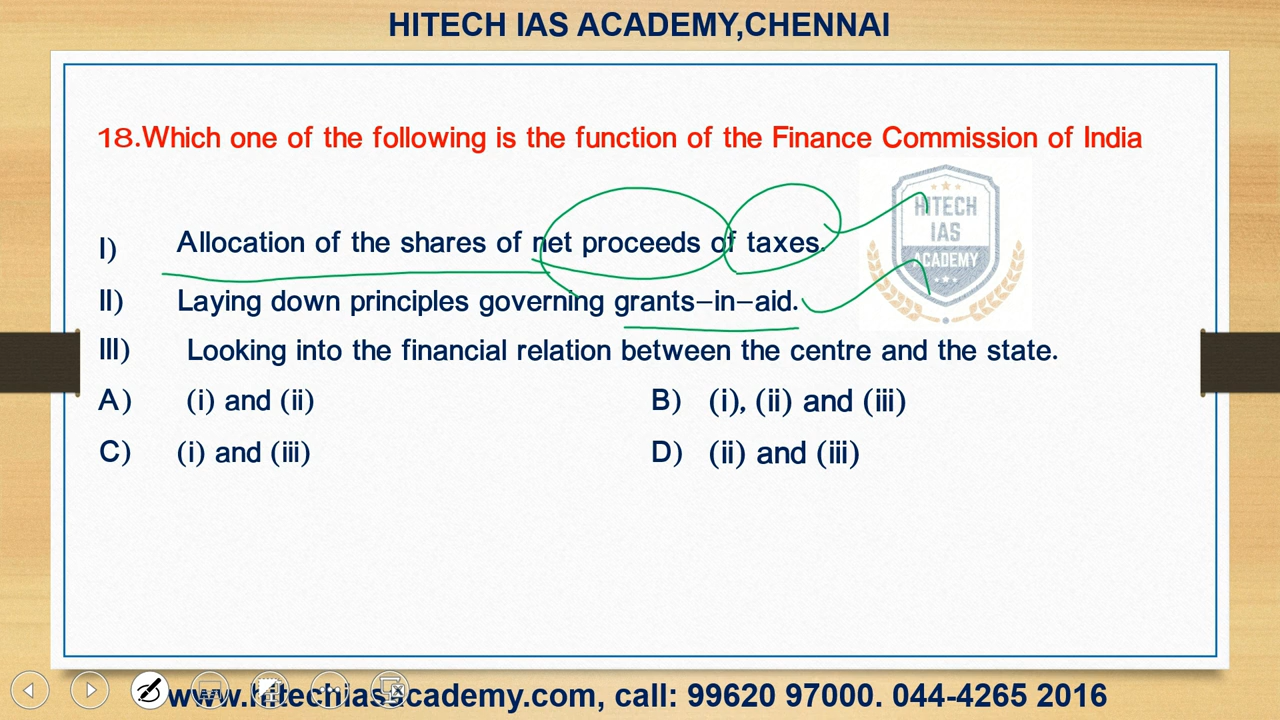 HITECH IAS ACADEMY,CHENNAI
18.Which one of the following is the function of the Finance Commission of India
HITECH
IAS
ACADEMY
I) Allocation of the shares of net proceeds of taxes.
II) Laying down principles governing grants-in-aid.
III) Looking into the financial relation between the centre and the state.
A) (i) and (ii) B) (i), (ii) and (iii)
C) (i) and (iii) D) (ii) and (iii)
www.hitechiasacademy.com, call: 99620 97000. 044-4265 2016